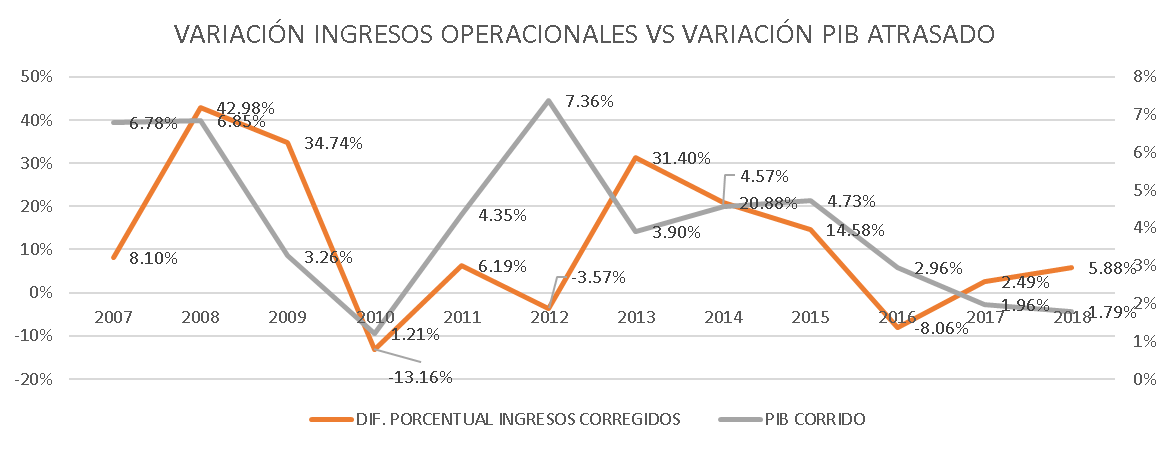 VARIACIÓN INGRESOS OPERACIONALES VS VARIACIÓN PIB ATRASADO
50% 8%
42.98%
40% 6.78% 6.85% 7.36% 7%
34.74%
30% 31.40% 6%
4.57%
20% 4.35% 20.88% 4.73% 5%
14.58% 4%
3.90%
10% 8.10% 3.26% 6.19% -3.57% 2.96% 2.49% 5.88% 3%
0% 1.96% 1.79% 2%
2007 2008 2009 2010 2011 2012 2013 2014 2015 2016 2017 2018
-10% 1.21% -8.06% 1%
-13.16%
-20% 0%
DIF. PORCENTUAL INGRESOS CORREGIDOS PIB CORRIDO